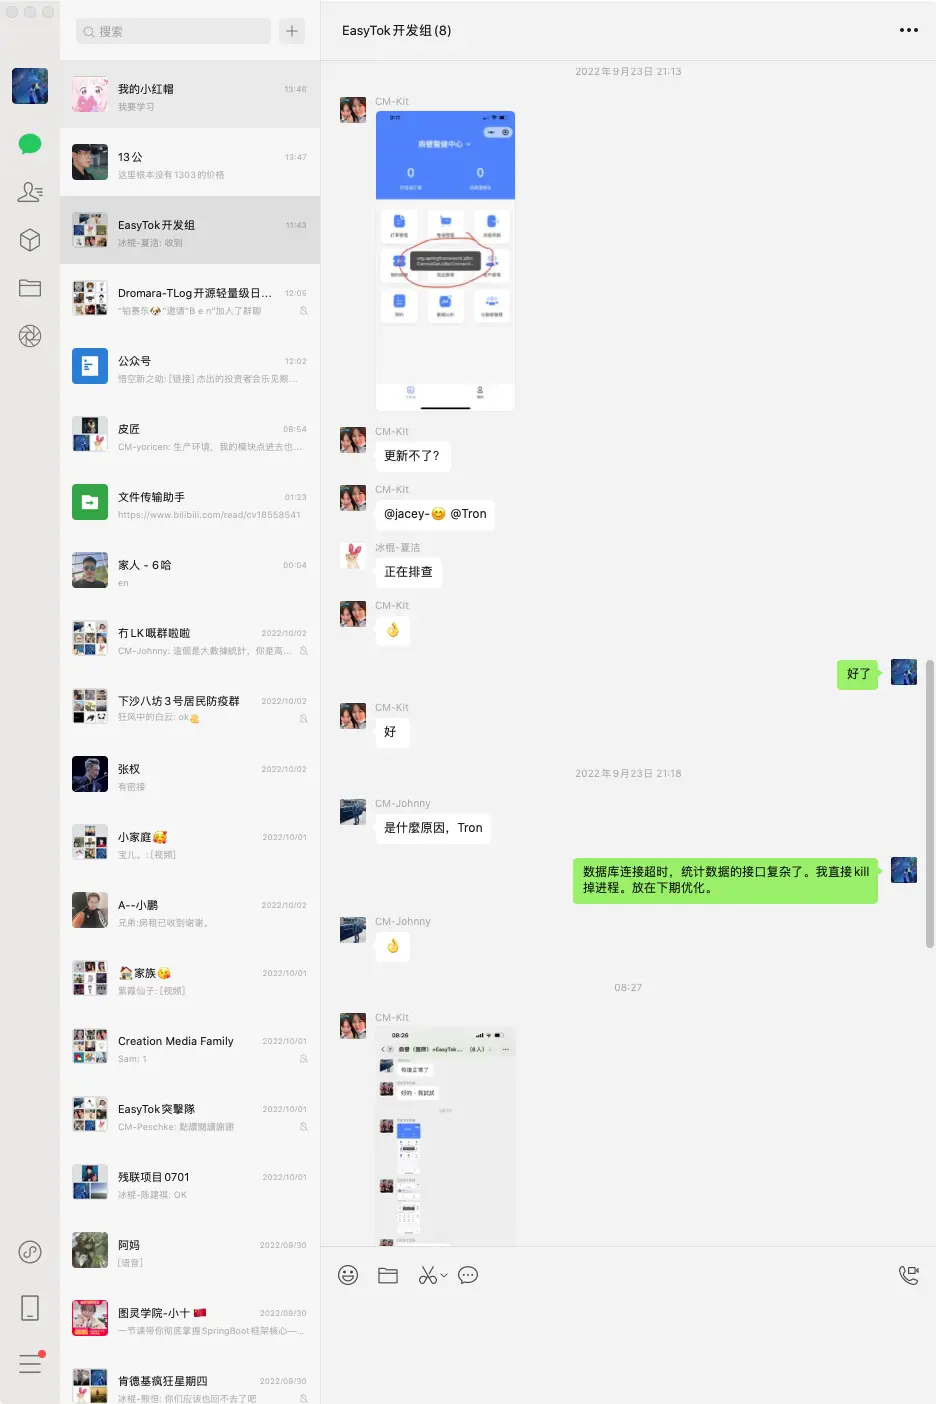 搜索
我的小红帽
13:46
我要学习
13公
13:47
这里根本没有1303的价格
EasyTok开发组
11:43
冰棍-夏洁: 收到
Dromara-TLog开源轻量级日...
12:05
"铂赛东🐶"邀请"B e n"加入了群聊
公众号
12:02
悟空新之助: [链接] 杰出的投资者会乐见熙...
皮匠
08:54
CM-yoricen: 生产环境，我的模块点进去也...
文件传输助手
01:23
https://www.bilibili.com/read/cv18558541
家人 - 6哈
00:04
en
冇LK嘅群啦啦
2022/10/02
CM-Johnny: 這個是大數據統計，你是高...
下沙八坊3号居民防疫群
2022/10/02
狂风中的白云: ok
张权
2022/10/02
有密接
小家庭🥰
2022/10/01
宝儿。: [视频]
A--小鹏
2022/10/02
兄弟:房租已收到谢谢。
🏠家族😘
2022/10/01
紫霞仙子: [视频]
Creation Media Family
2022/10/01
Sam: 1
EasyTok突擊隊
2022/10/01
CM-Peschke: 點讚閱讀謝謝
残联项目0701
2022/10/01
冰棍-陈建祺: OK
阿妈
2022/09/30
[语音]
图灵学院-小十 🇨🇳
2022/09/30
一节课带你彻底掌握SpringBoot框架核心—...
肯德基疯狂星期四
2022/09/30
冰棍-熊恒: 你们应该也回不去了吧
EasyTok开发组(8)
2022年9月23日 21:13
CM-Kit
0
0
CM-Kit
更新不了?
CM-Kit
@jacey-😊 @Tron
冰棍-夏洁
正在排查
CM-Kit
👌
好了
CM-Kit
好
2022年9月23日 21:18
CM-Johnny
是什麼原因，Tron
数据库连接超时，统计数据的接口复杂了。我直接kill
掉进程。放在下期优化。
CM-Johnny
👌
08:27
CM-Kit
08:26